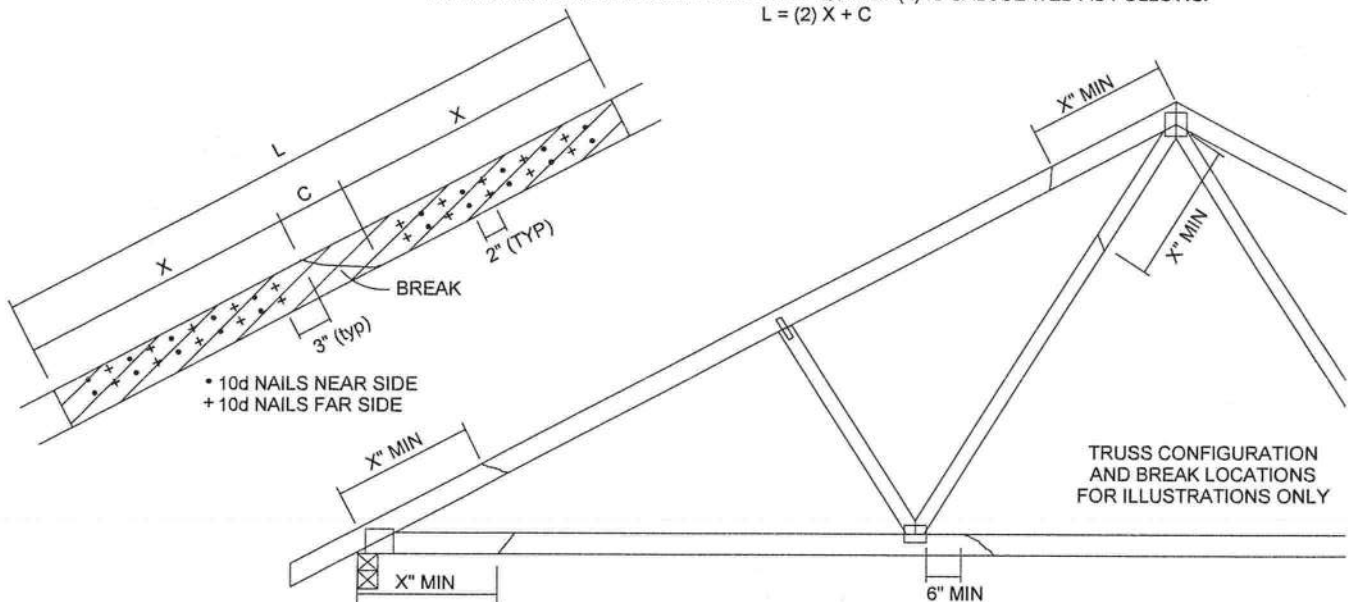 L = (2) X + C
X" MIN
X
L
C
X
2" (TYP)
X" MIN
BREAK
3" (typ)
• 10d NAILS NEAR SIDE
+ 10d NAILS FAR SIDE
X" MIN
TRUSS CONFIGURATION
AND BREAK LOCATIONS
FOR ILLUSTRATIONS ONLY
X" MIN
6" MIN